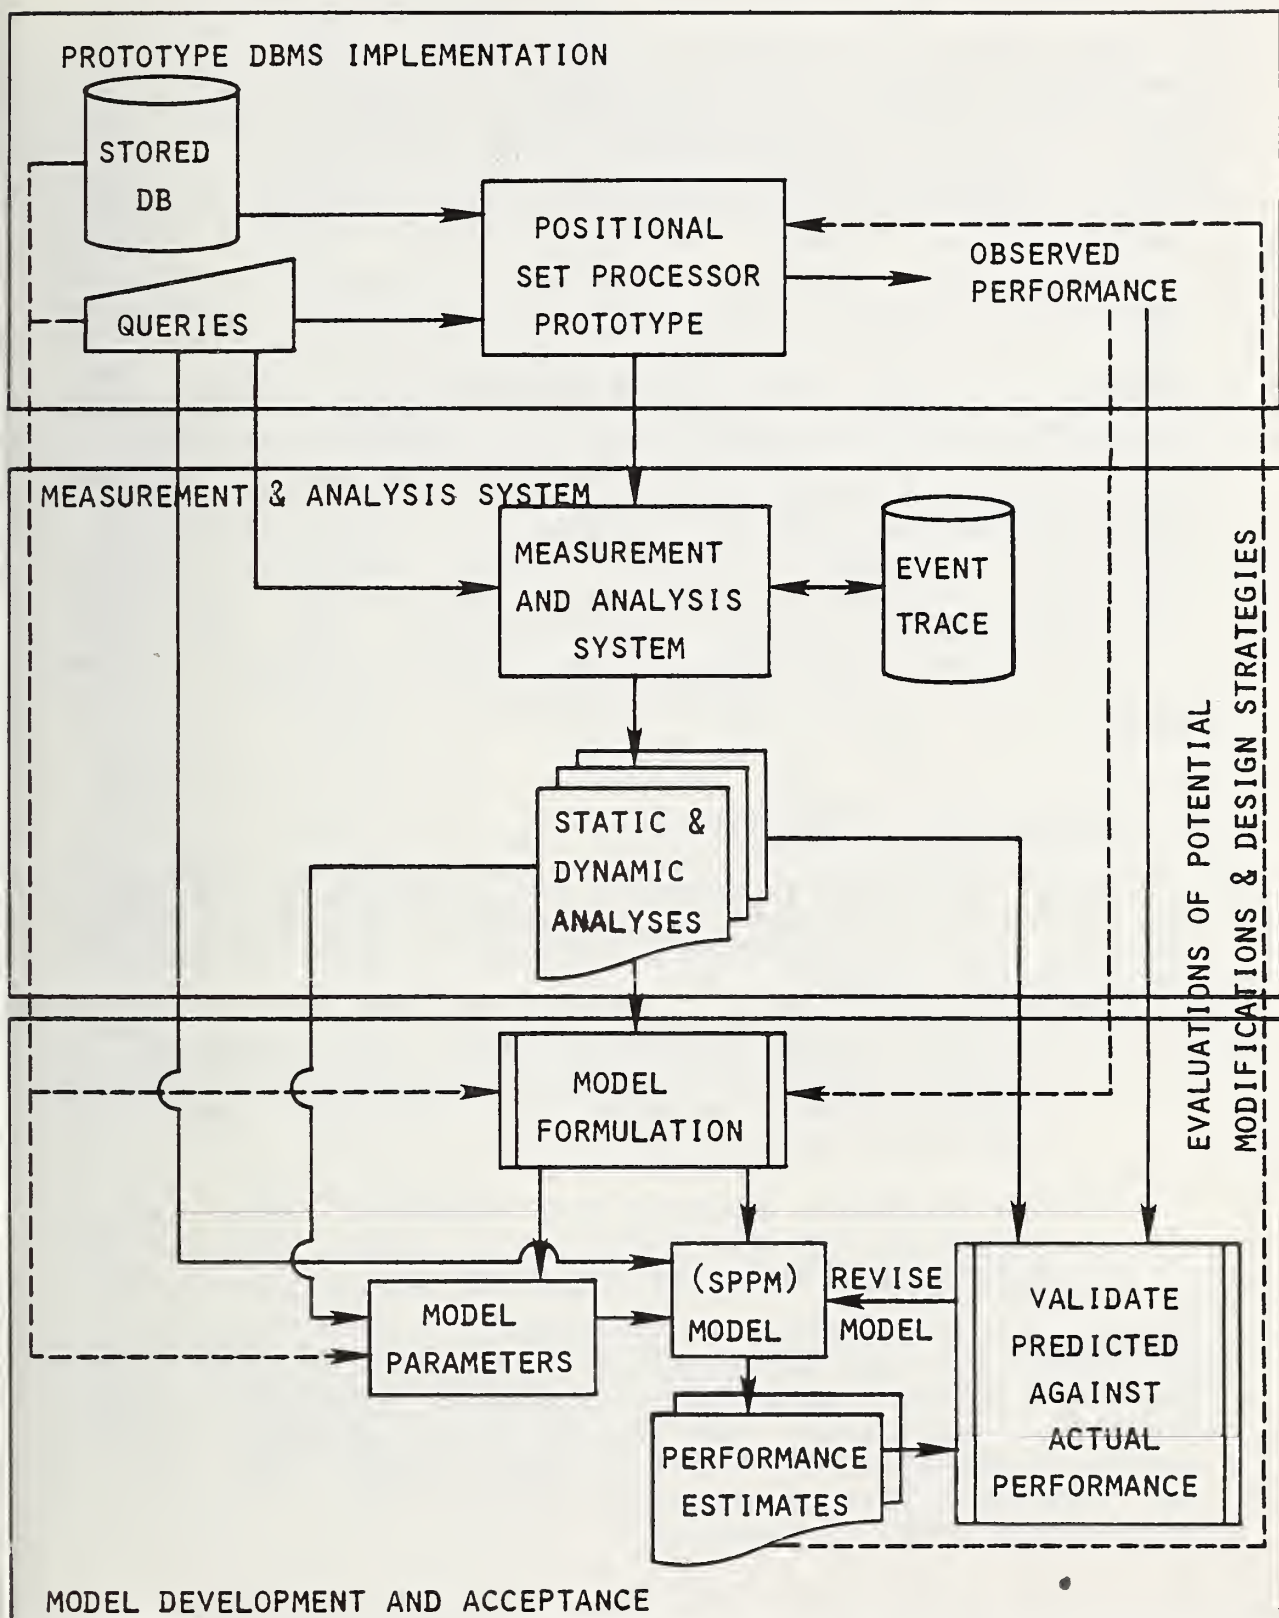 PROTOTYPE DBMS IMPLEMENTATION
STORED
DB
POSITIONAL
SET PROCESSOR
PROTOTYPE
OBSERVED
PERFORMANCE
QUERIES
MEASUREMENT & ANALYSIS SYSTEM
MEASUREMENT
AND ANALYSIS
SYSTEM
EVENT
TRACE
STATIC &
DYNAMIC
ANALYSES
EVALUATIONS OF POTENTIAL
MODIFICATIONS & DESIGN STRATEGIES
MODEL
FORMULATION
MODEL
PARAMETERS
(SPPM)
MODEL
REVISE
MODEL
VALIDATE
PREDICTED
AGAINST
ACTUAL
PERFORMANCE
PERFORMANCE
ESTIMATES
MODEL DEVELOPMENT AND ACCEPTANCE